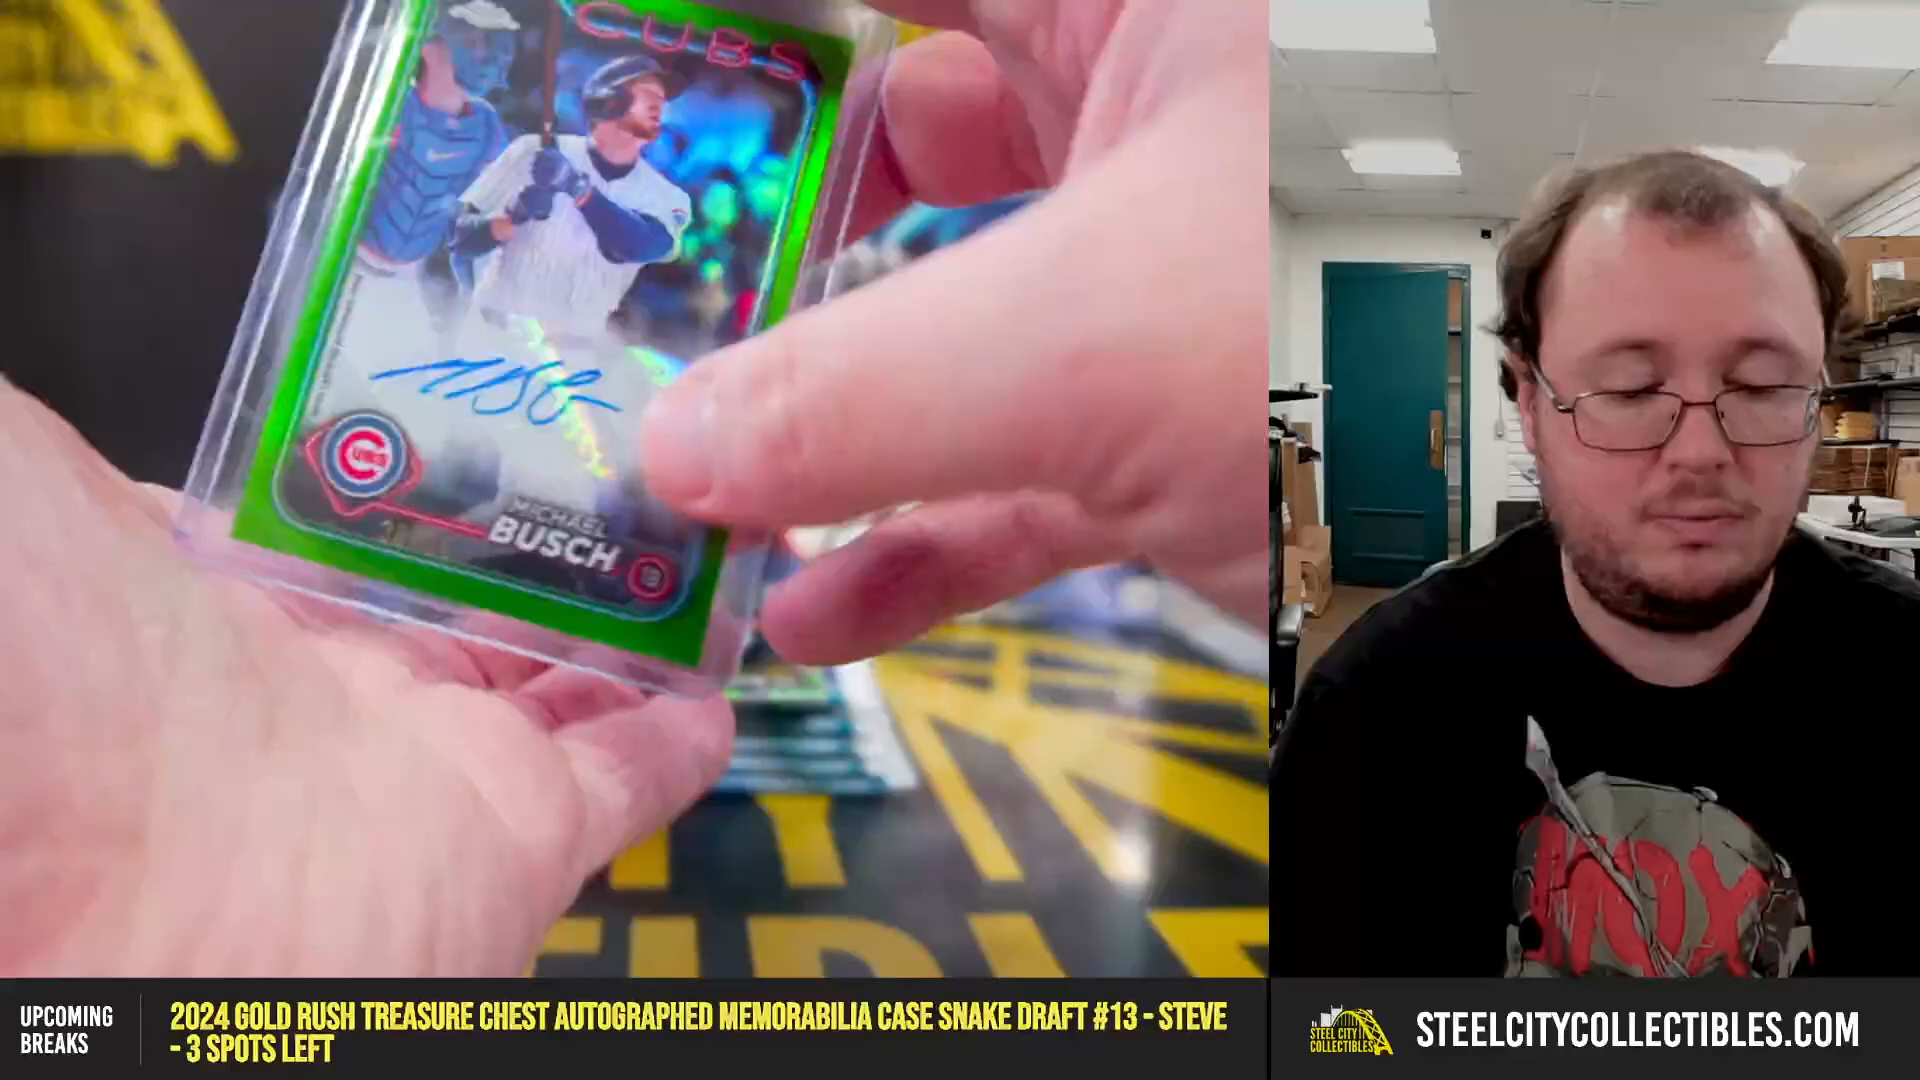 CUBS
CUBS
MICHAEL
BUSCH
UPCOMING
BREAKS
2024 GOLD RUSH TREASURE CHEST AUTOGRAPHED MEMORABILIA CASE SNAKE DRAFT #13 - STEVE
- 3 SPOTS LEFT
STEEL CITY
COLLECTIBLES
STEELCITYCOLLECTIBLES.COM